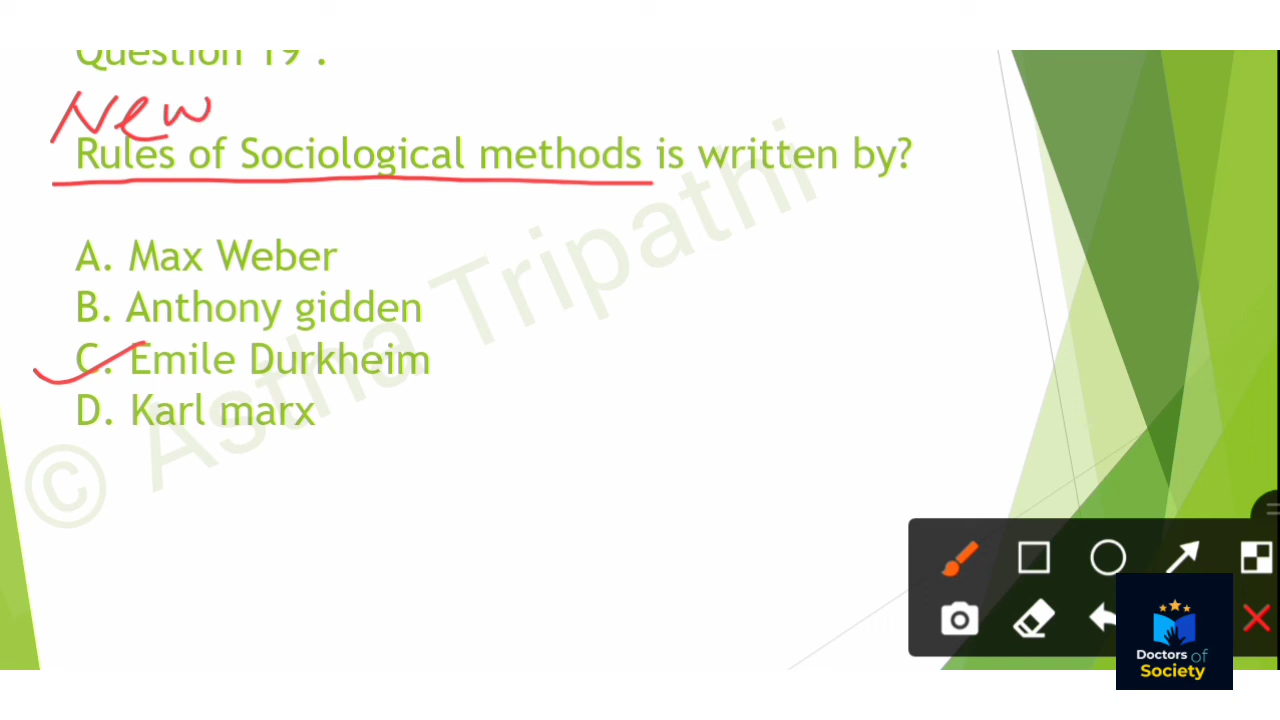 Question 19 :
New
Rules of Sociological methods is written by?
A. Max Weber
B. Anthony gidden
C. Emile Durkheim
D. Karl marx
© Astha Tripathi
Doctors of
Society